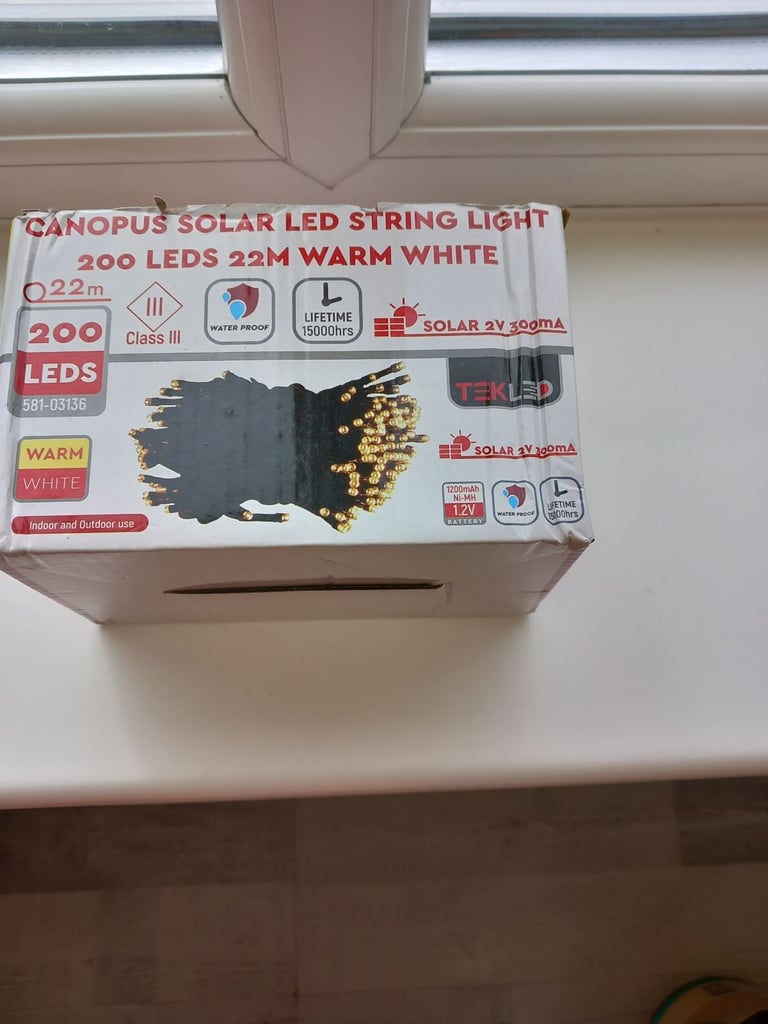 CANOPUS SOLAR LED STRING LIGHT
200 LEDS 22M WARM WHITE
22m
III
Class III
WATER PROOF
LIFETIME
15000hrs
SOLAR 2V 300mA
200
LEDS
581-03136
TEKLED
WARM
WHITE
SOLAR 2V 300mA
1200mAh
Ni-MH
1.2V
BATTERY
WATER PROOF
LIFETIME
15000hrs
Indoor and Outdoor use